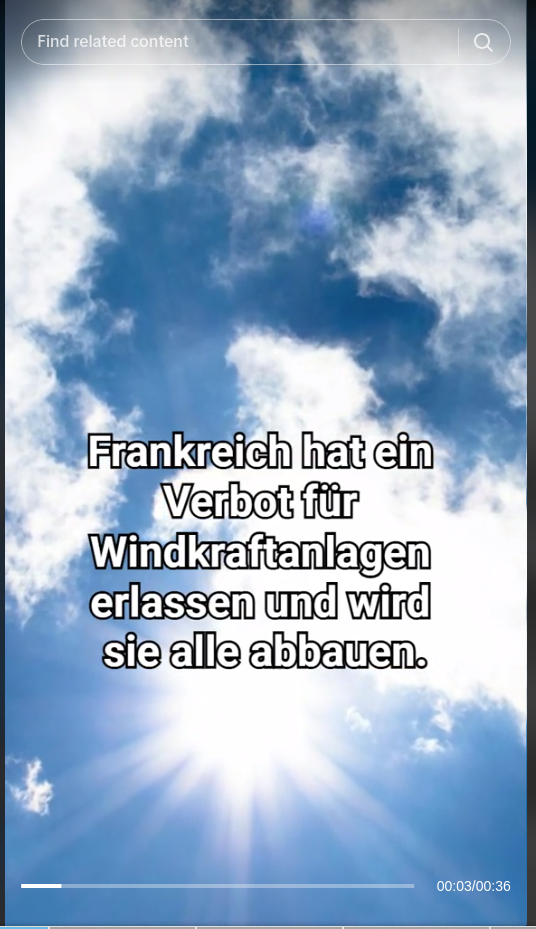 Find related content
Frankreich hat ein
Verbot für
Windkraftanlagen
erlassen und wird
sie alle abbauen.
00:03/00:36